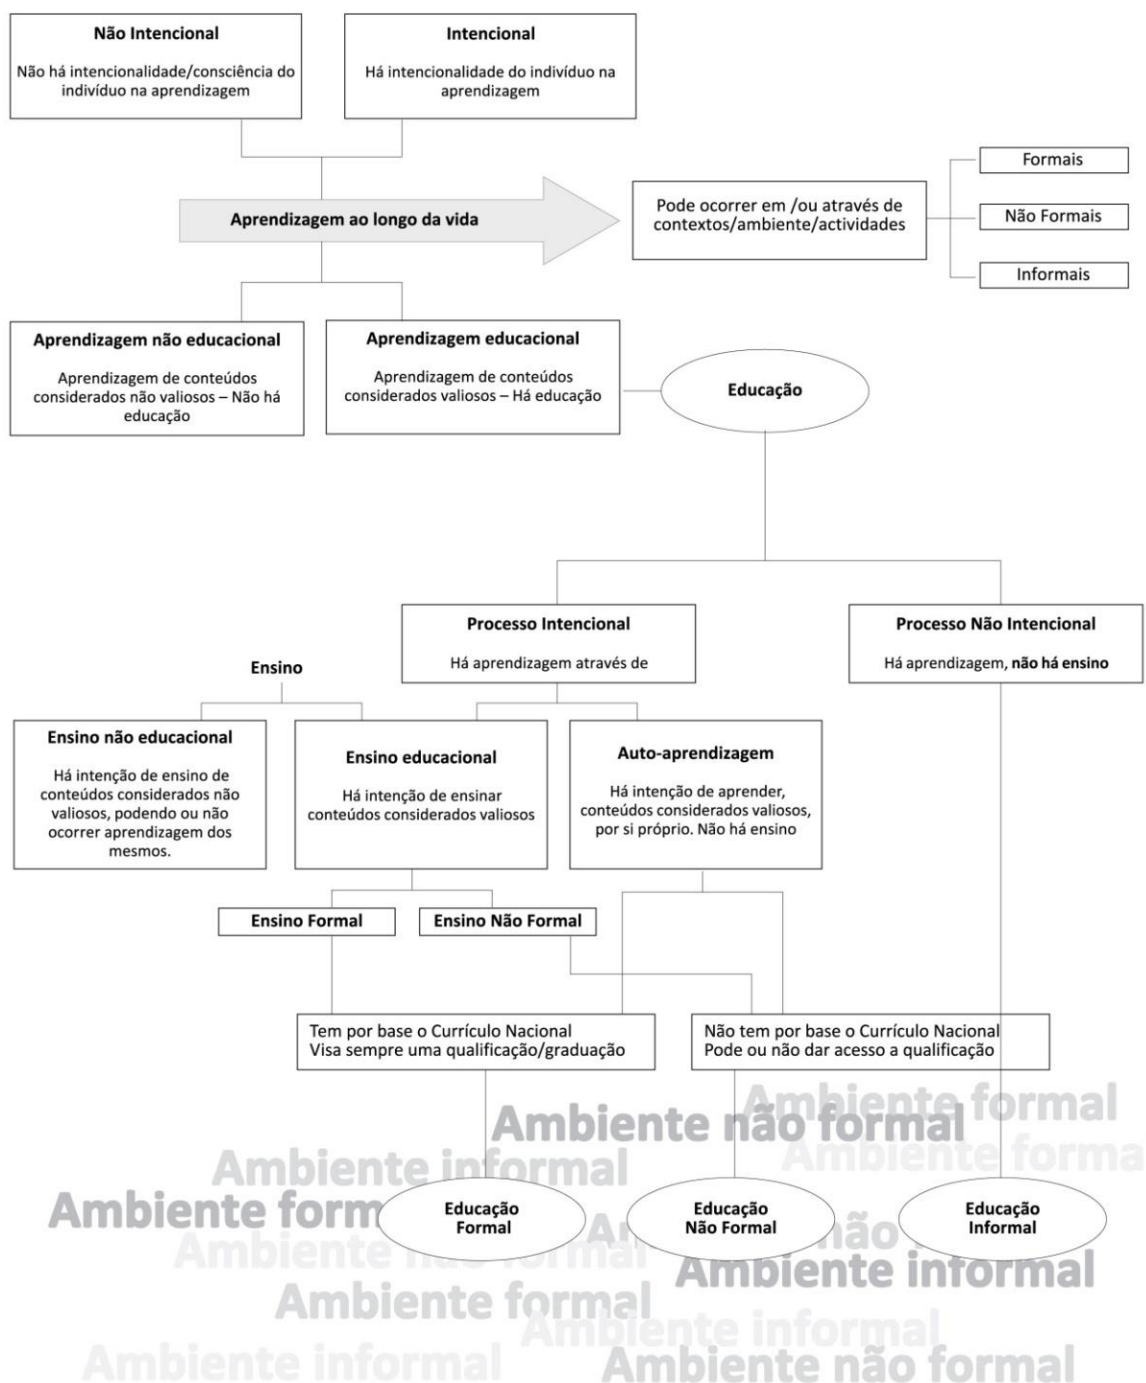 Não Intencional
Não há intencionalidade/consciência do
indivíduo na aprendizagem
Intencional
Há intencionalidade do indivíduo na
aprendizagem
Aprendizagem ao longo da vida
Pode ocorrer em /ou através de
contextos/ambiente/actividades
Formais
Não Formais
Informais
Aprendizagem não educacional
Aprendizagem de conteúdos
considerados não valiosos – Não há
educação
Aprendizagem educacional
Aprendizagem de conteúdos
considerados valiosos – Há educação
Educação
Processo Intencional
Há aprendizagem através de
Processo Não Intencional
Há aprendizagem, não há ensino
Ensino
Ensino não educacional
Há intenção de ensino de
conteúdos considerados não
valiosos, podendo ou não
ocorrer aprendizagem dos
mesmos.
Ensino educacional
Há intenção de ensinar
conteúdos considerados valiosos
Auto-aprendizagem
Há intenção de aprender,
conteúdos considerados valiosos,
por si próprio. Não há ensino
Ensino Formal
Ensino Não Formal
Tem por base o Currículo Nacional
Visa sempre uma qualificação/graduação
Não tem por base o Currículo Nacional
Pode ou não dar acesso a qualificação
Ambiente formal
Ambiente não formal
Ambiente forma
Ambiente informal
Ambiente form
Educação
Formal
Educação
Não Formal
Educação
Informal
não
Ambiente formal
Ambiente informal
Ambiente formal
Ambiente informal
Ambiente informal
Ambiente não formal